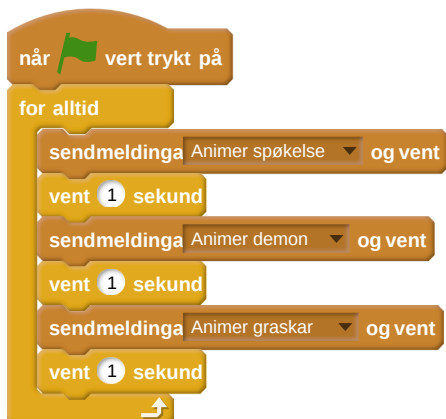 når vert trykt på
for alltid
sendmeldinga Animer spøkelse og vent
vent 1 sekund
sendmeldinga Animer demon og vent
vent 1 sekund
sendmeldinga Animer graskar og vent
vent 1 sekund